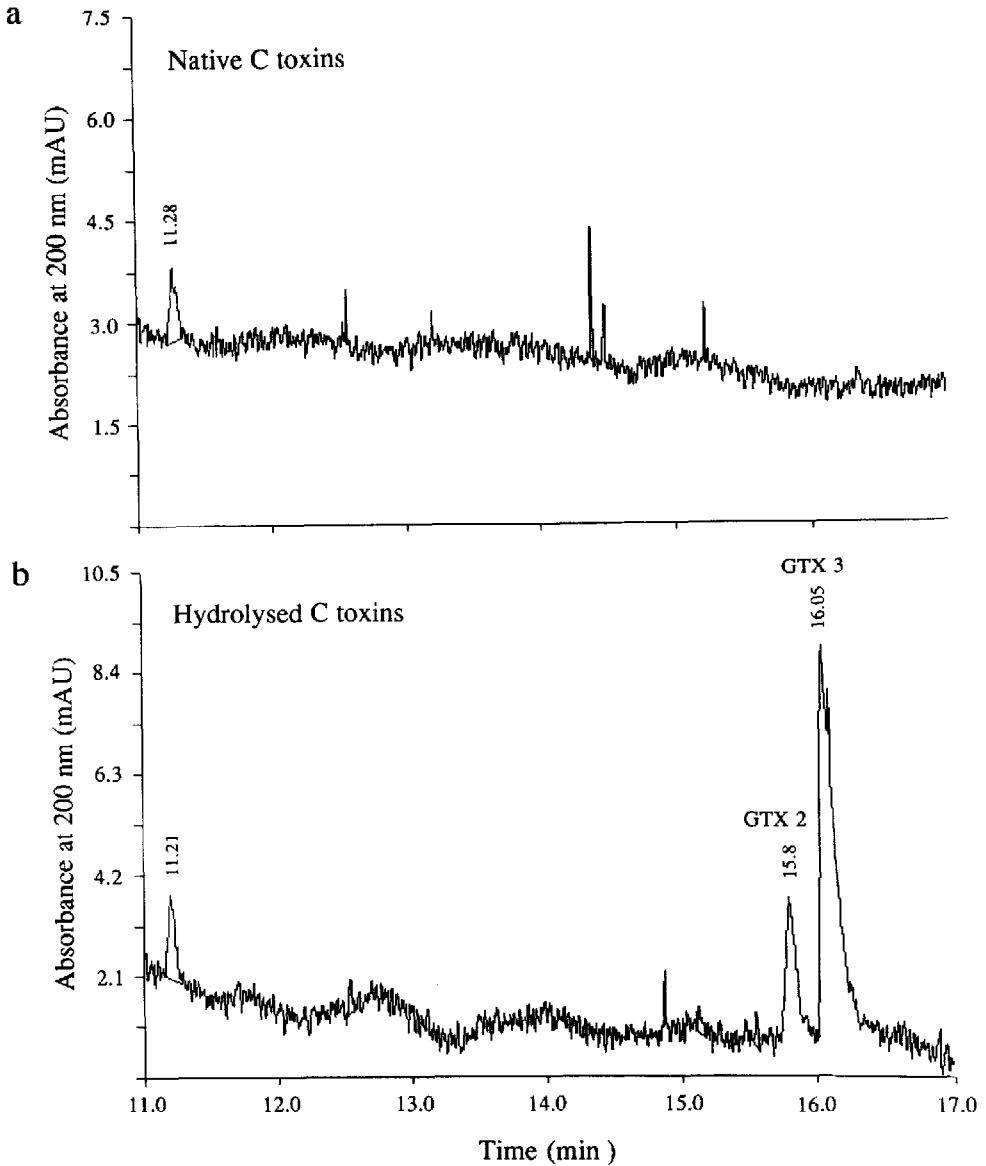 a
7.5
Native C toxins
6.0
4.5
3.0
1.5
Absorbance at 200 nm (mAU)
11.28
b
10.5
Hydrolysed C toxins
8.4
6.3
4.2
2.1
Absorbance at 200 nm (mAU)
11.21
GTX 2
15.8
GTX 3
16.05
11.0 12.0 13.0 14.0 15.0 16.0 17.0
Time (min )